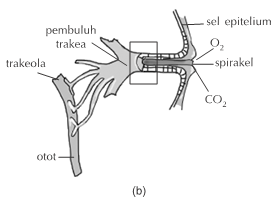 sel epitelium
pembuluh
trakea
O₂
trakeola
spirakel
CO₂
otot
(b)